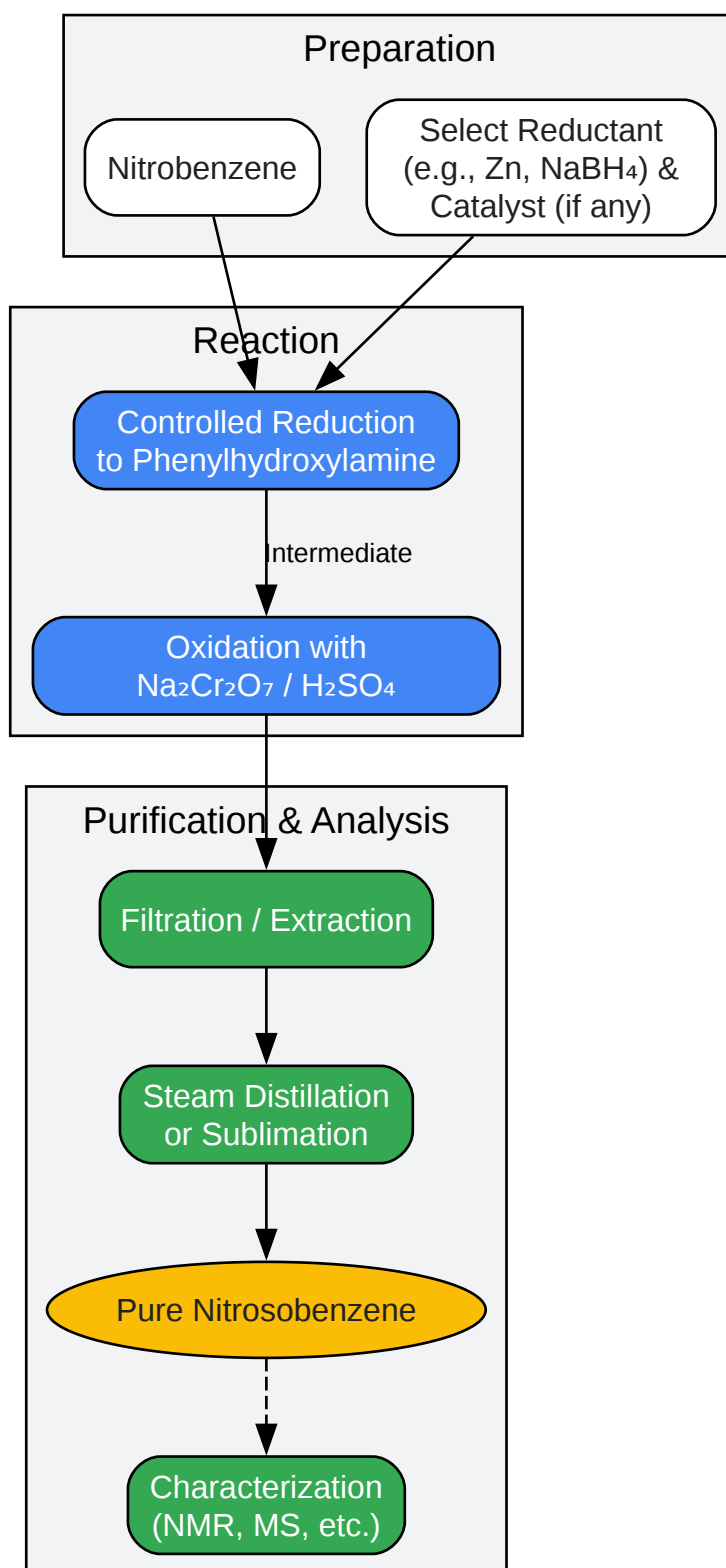 Preparation
Nitrobenzene
Select Reductant
(e.g., Zn, NaBH₄) &
Catalyst (if any)
Reaction
Controlled Reduction
to Phenylhydroxylamine
Intermediate
Oxidation with
Na₂Cr₂O₇ / H₂SO₄
Purification & Analysis
Filtration / Extraction
Steam Distillation
or Sublimation
Pure Nitrosobenzene
Characterization
(NMR, MS, etc.)